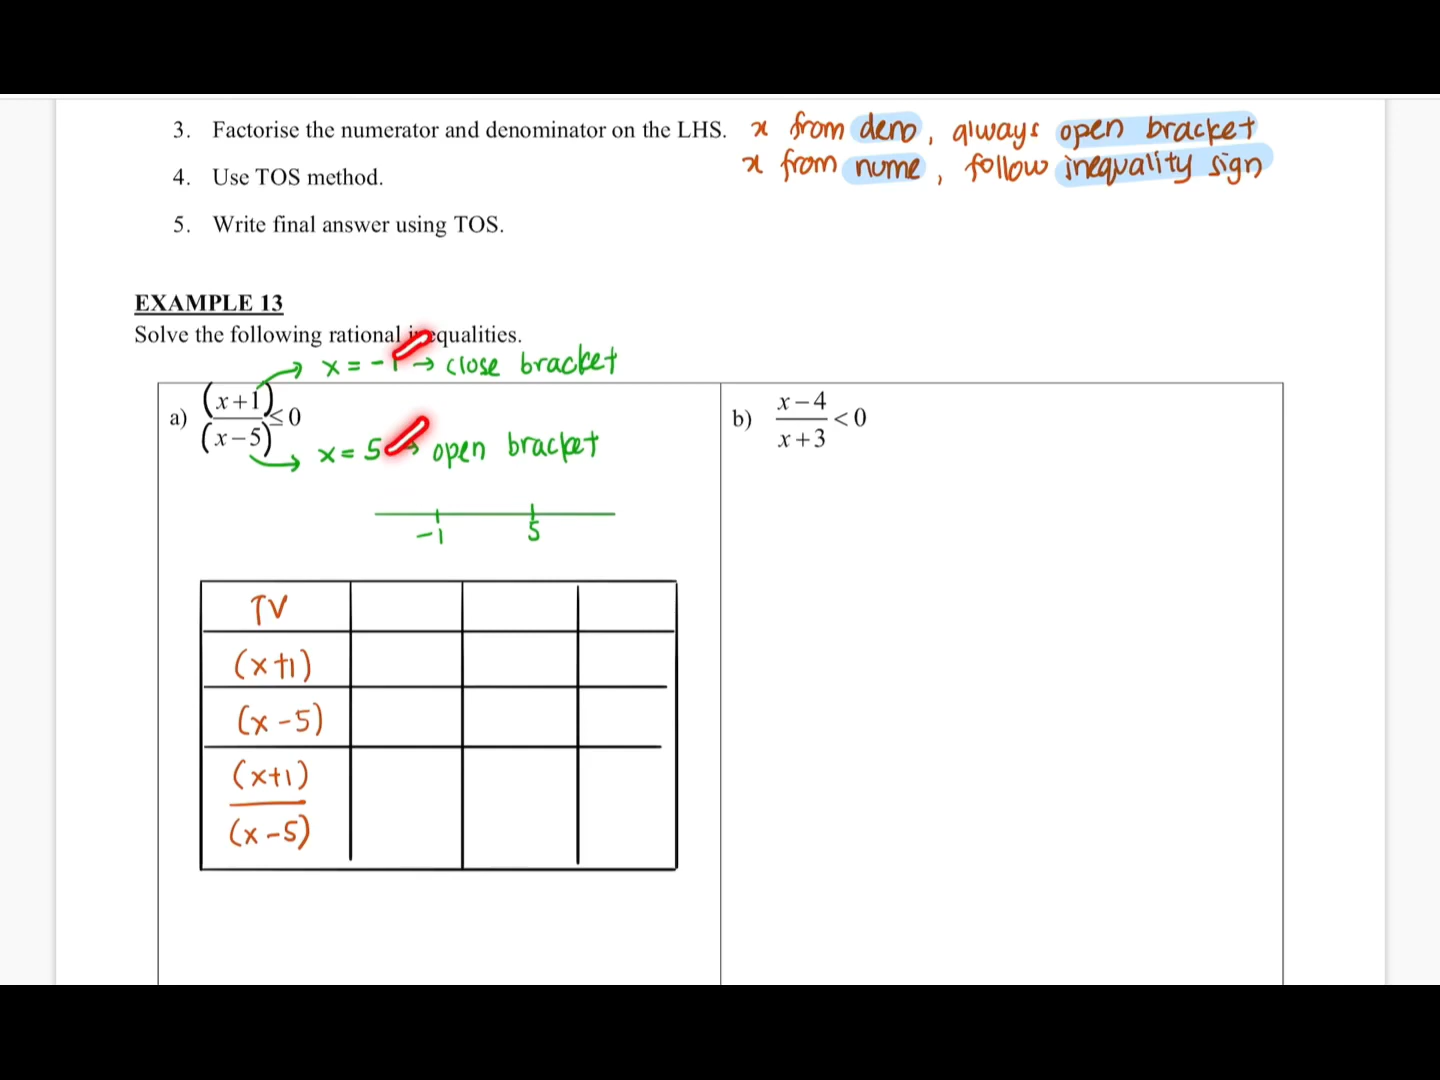 3. Factorise the numerator and denominator on the LHS. x from deno, always open bracket
x from nume, follow inequality sign
4. Use TOS method.
5. Write final answer using TOS.
EXAMPLE 13
Solve the following rational inequalities.
x = -1 → close bracket
a) (x+1)/(x-5) ≤ 0
x = 5 → open bracket
-1 5
TV
(x+1)
(x-5)
(x+1)
(x-5)
b) x-4/x+3 < 0